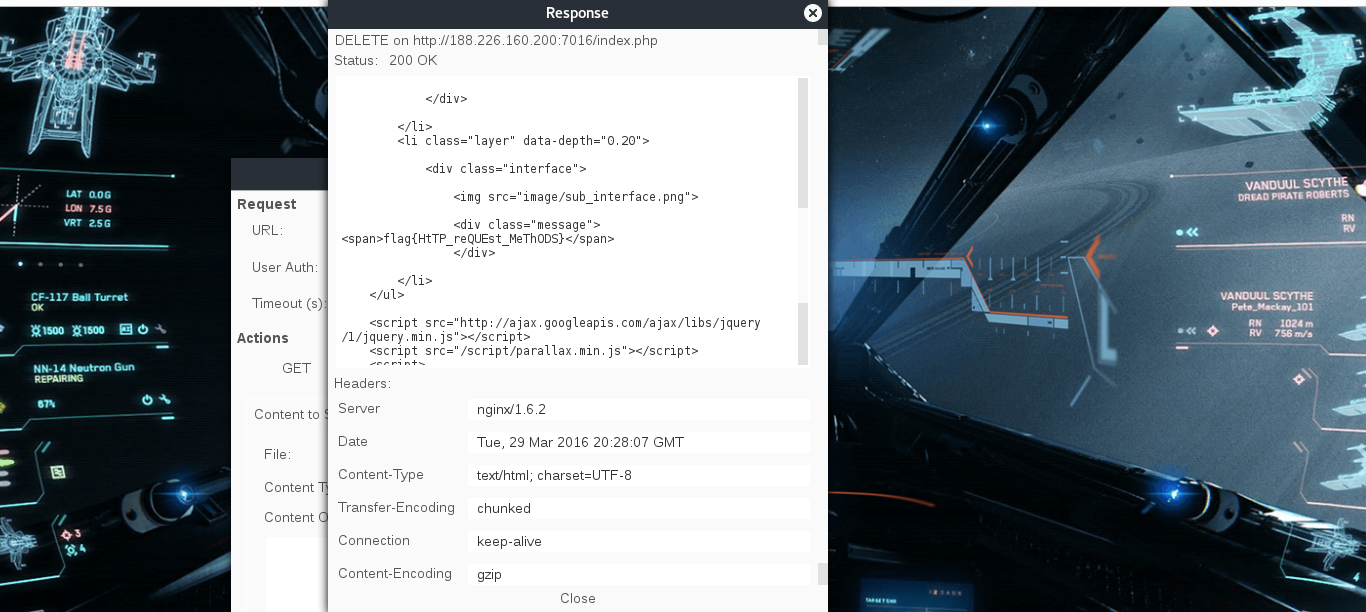 Response
DELETE on http://188.226.160.200:7016/index.php
Status: 200 OK
</div>
</li>
<li class="layer" data-depth="0.20">
<div class="interface">
<img src="image/sub_interface.png">
<div class="message">
<span>flag{HtTP_reQUEst_MeThODS}</span>
</div>
</li>
</ul>
<script src="http://ajax.googleapis.com/ajax/libs/jquery
/1/jquery.min.js"></script>
<script src="/script/parallax.min.js"></script>
<script>
Headers:
Server nginx/1.6.2
Date Tue, 29 Mar 2016 20:28:07 GMT
Content-Type text/html; charset=UTF-8
Transfer-Encoding chunked
Connection keep-alive
Content-Encoding gzip
Close
Request
URL:
User Auth:
Timeout (s):
Actions
GET
Content to S
File:
Content Ty
Content O
LAT 0.0G
LON 7.5G
VRT 2.5G
CF-117 Ball Turret
OK
1500 1500
NN-14 Neutron Gun
REPAIRING
67%
3
4
VANDUUL SCYTHE
DREAD PIRATE ROBERTS
RN
RV
VANDUUL SCYTHE
Pete_Mackay_101
RN 1024 m
RV 756 m/s
4